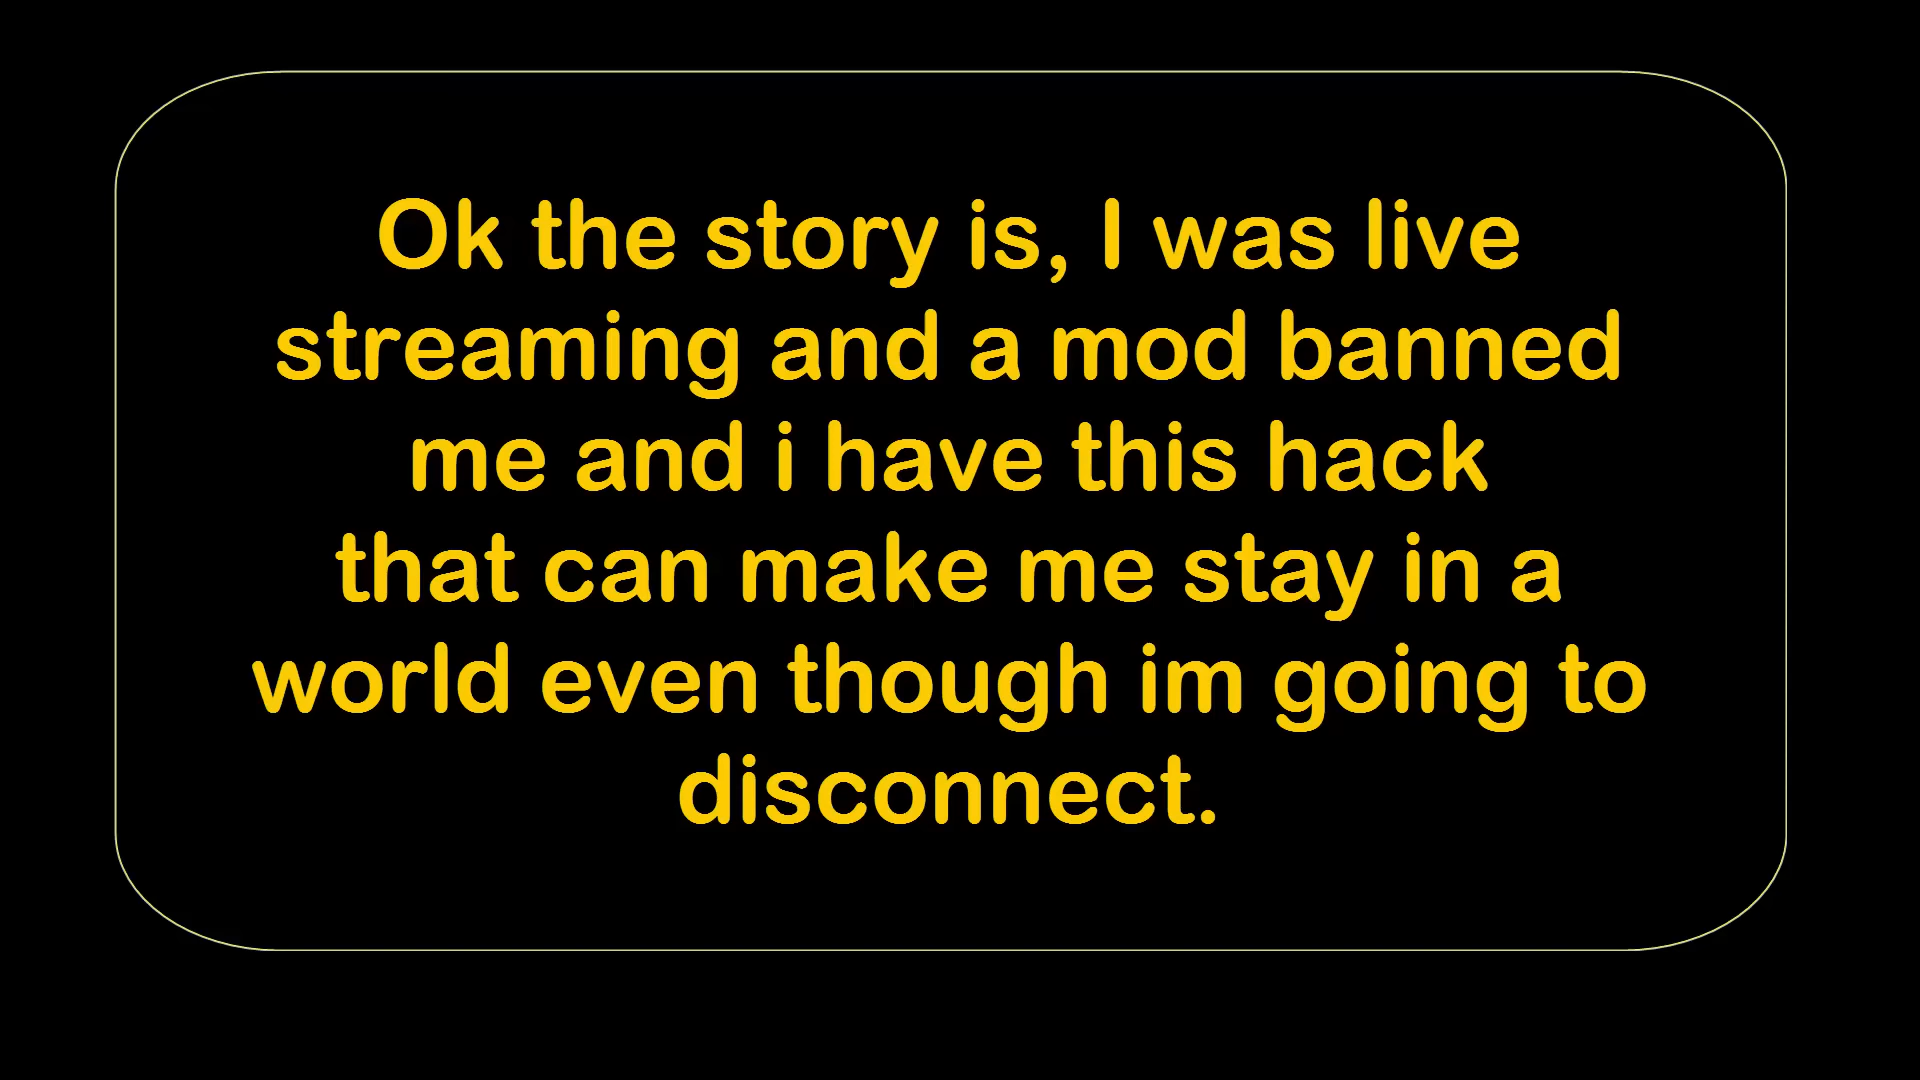 Ok the story is, I was live
streaming and a mod banned
me and i have this hack
that can make me stay in a
world even though im going to
disconnect.